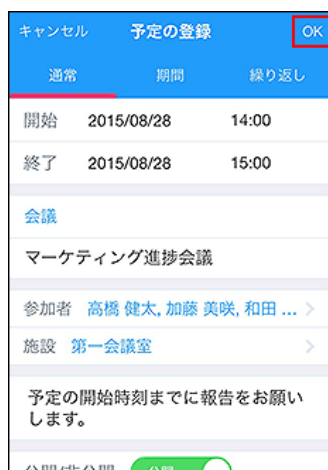 キャンセル 予定の登録 OK
通常 期間 繰り返し
開始 2015/08/28 14:00
終了 2015/08/28 15:00
会議
マーケティング進捗会議
参加者 高橋 健太, 加藤 美咲, 和田 ...
施設 第一会議室
予定の開始時刻までに報告をお願い
します。
公開/非公開 公開